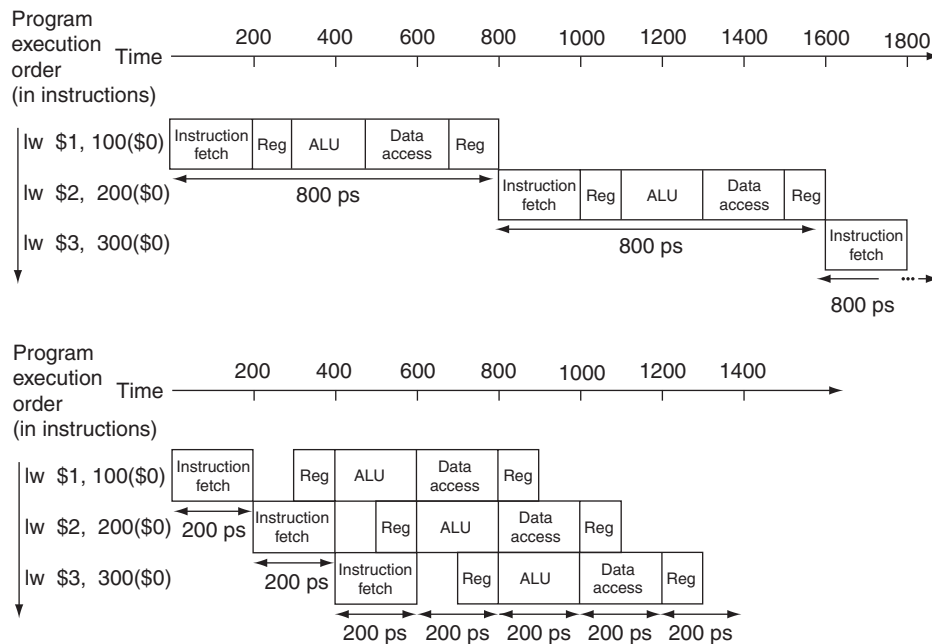 Program
execution
order
(in instructions)
Time
200 400 600 800 1000 1200 1400 1600 1800
lw $1, 100($0)
Instruction
fetch
Reg
ALU
Data
access
Reg
800 ps
lw $2, 200($0)
Instruction
fetch
Reg
ALU
Data
access
Reg
800 ps
lw $3, 300($0)
Instruction
fetch
...
800 ps
Program
execution
order
(in instructions)
Time
200 400 600 800 1000 1200 1400
lw $1, 100($0)
Instruction
fetch
Reg
ALU
Data
access
Reg
200 ps
lw $2, 200($0)
Instruction
fetch
Reg
ALU
Data
access
Reg
200 ps
lw $3, 300($0)
Instruction
fetch
Reg
ALU
Data
access
Reg
200 ps 200 ps 200 ps 200 ps 200 ps